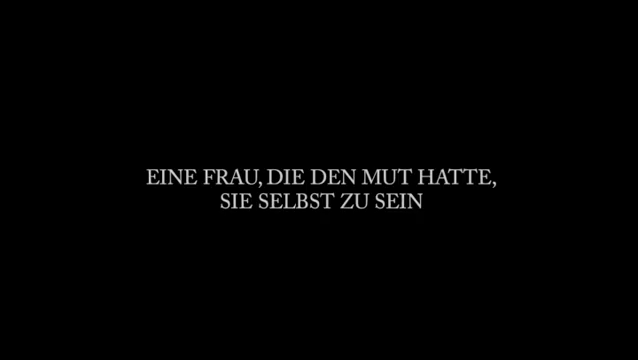 EINE FRAU, DIE DEN MUT HATTE,
SIE SELBST ZU SEIN